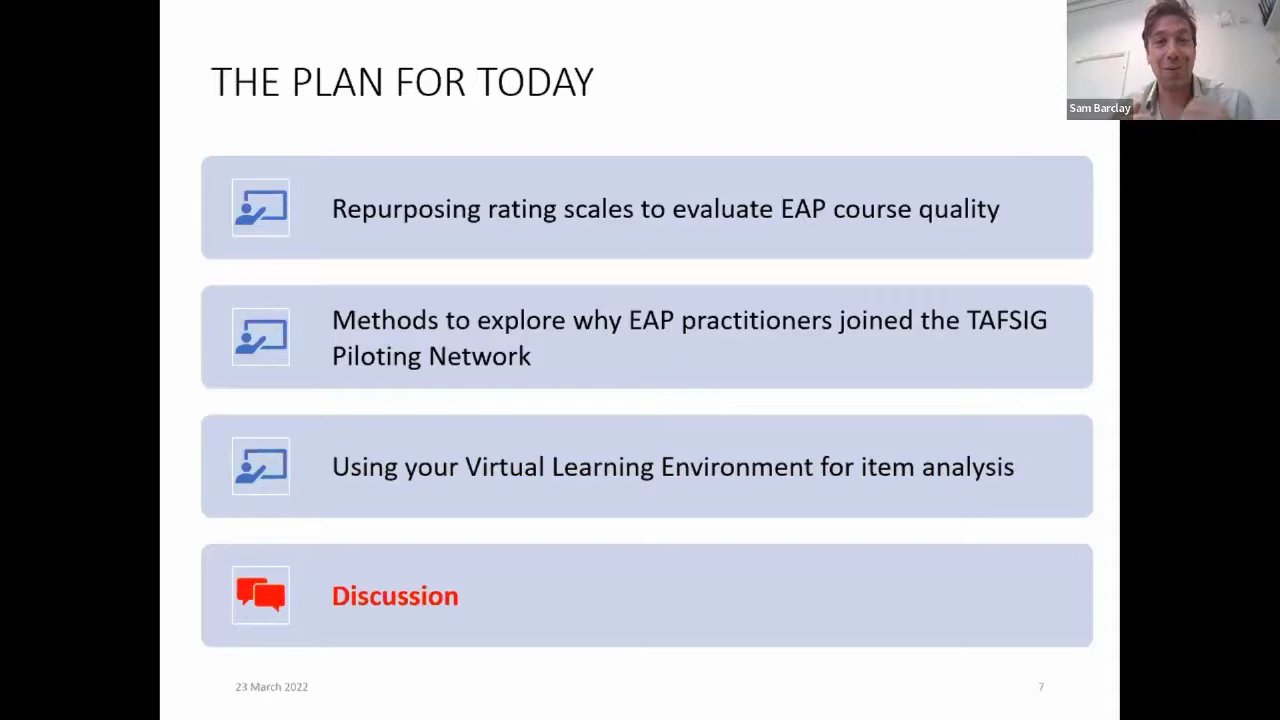 THE PLAN FOR TODAY
Sam Barclay
Repurposing rating scales to evaluate EAP course quality
Methods to explore why EAP practitioners joined the TAFSIG
Piloting Network
Using your Virtual Learning Environment for item analysis
Discussion
23 March 2022
7